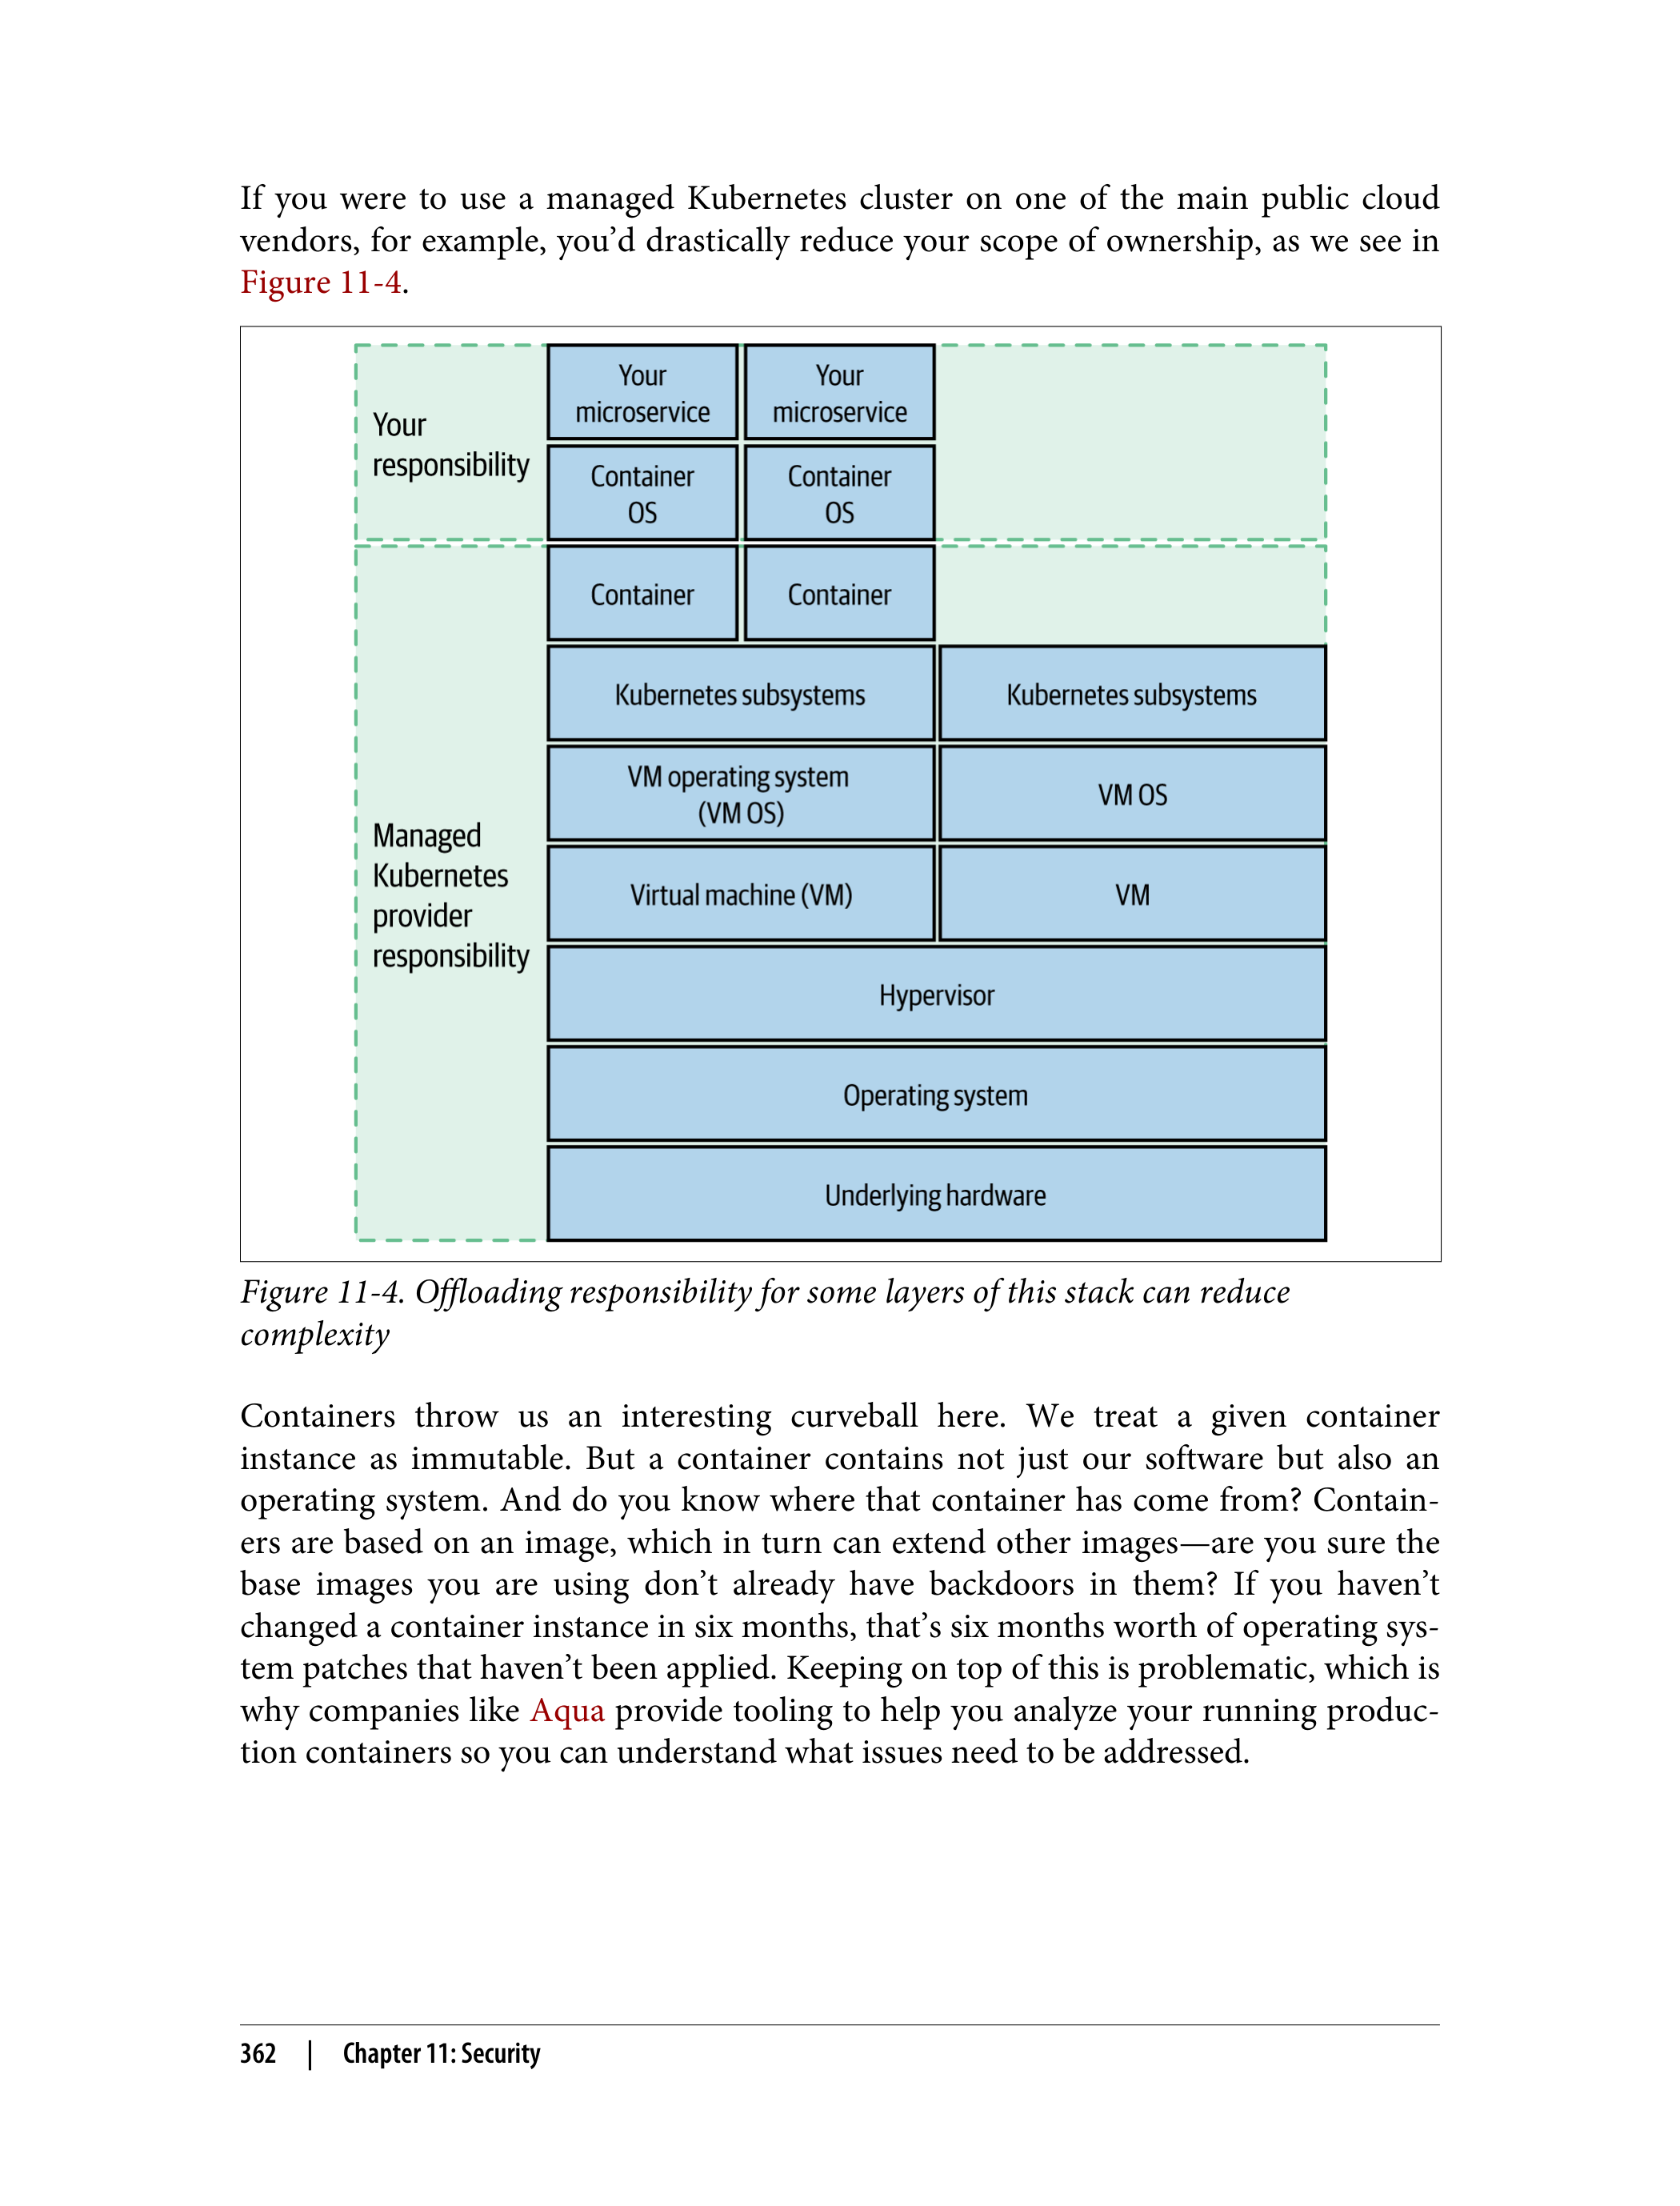 If you were to use a managed Kubernetes cluster on one of the main public cloud
vendors, for example, you’d drastically reduce your scope of ownership, as we see in
Figure 11-4.
Your
responsibility
Your
microservice
Your
microservice
Container
OS
Container
OS
Managed
Kubernetes
provider
responsibility
Container
Container
Kubernetes subsystems
Kubernetes subsystems
VM operating system
(VM OS)
VM OS
Virtual machine (VM)
VM
Hypervisor
Operating system
Underlying hardware
Figure 11-4. Offloading responsibility for some layers of this stack can reduce
complexity
Containers throw us an interesting curveball here. We treat a given container
instance as immutable. But a container contains not just our software but also an
operating system. And do you know where that container has come from? Contain-
ers are based on an image, which in turn can extend other images—are you sure the
base images you are using don’t already have backdoors in them? If you haven’t
changed a container instance in six months, that’s six months worth of operating sys-
tem patches that haven’t been applied. Keeping on top of this is problematic, which is
why companies like Aqua provide tooling to help you analyze your running produc-
tion containers so you can understand what issues need to be addressed.
362 | Chapter 11: Security